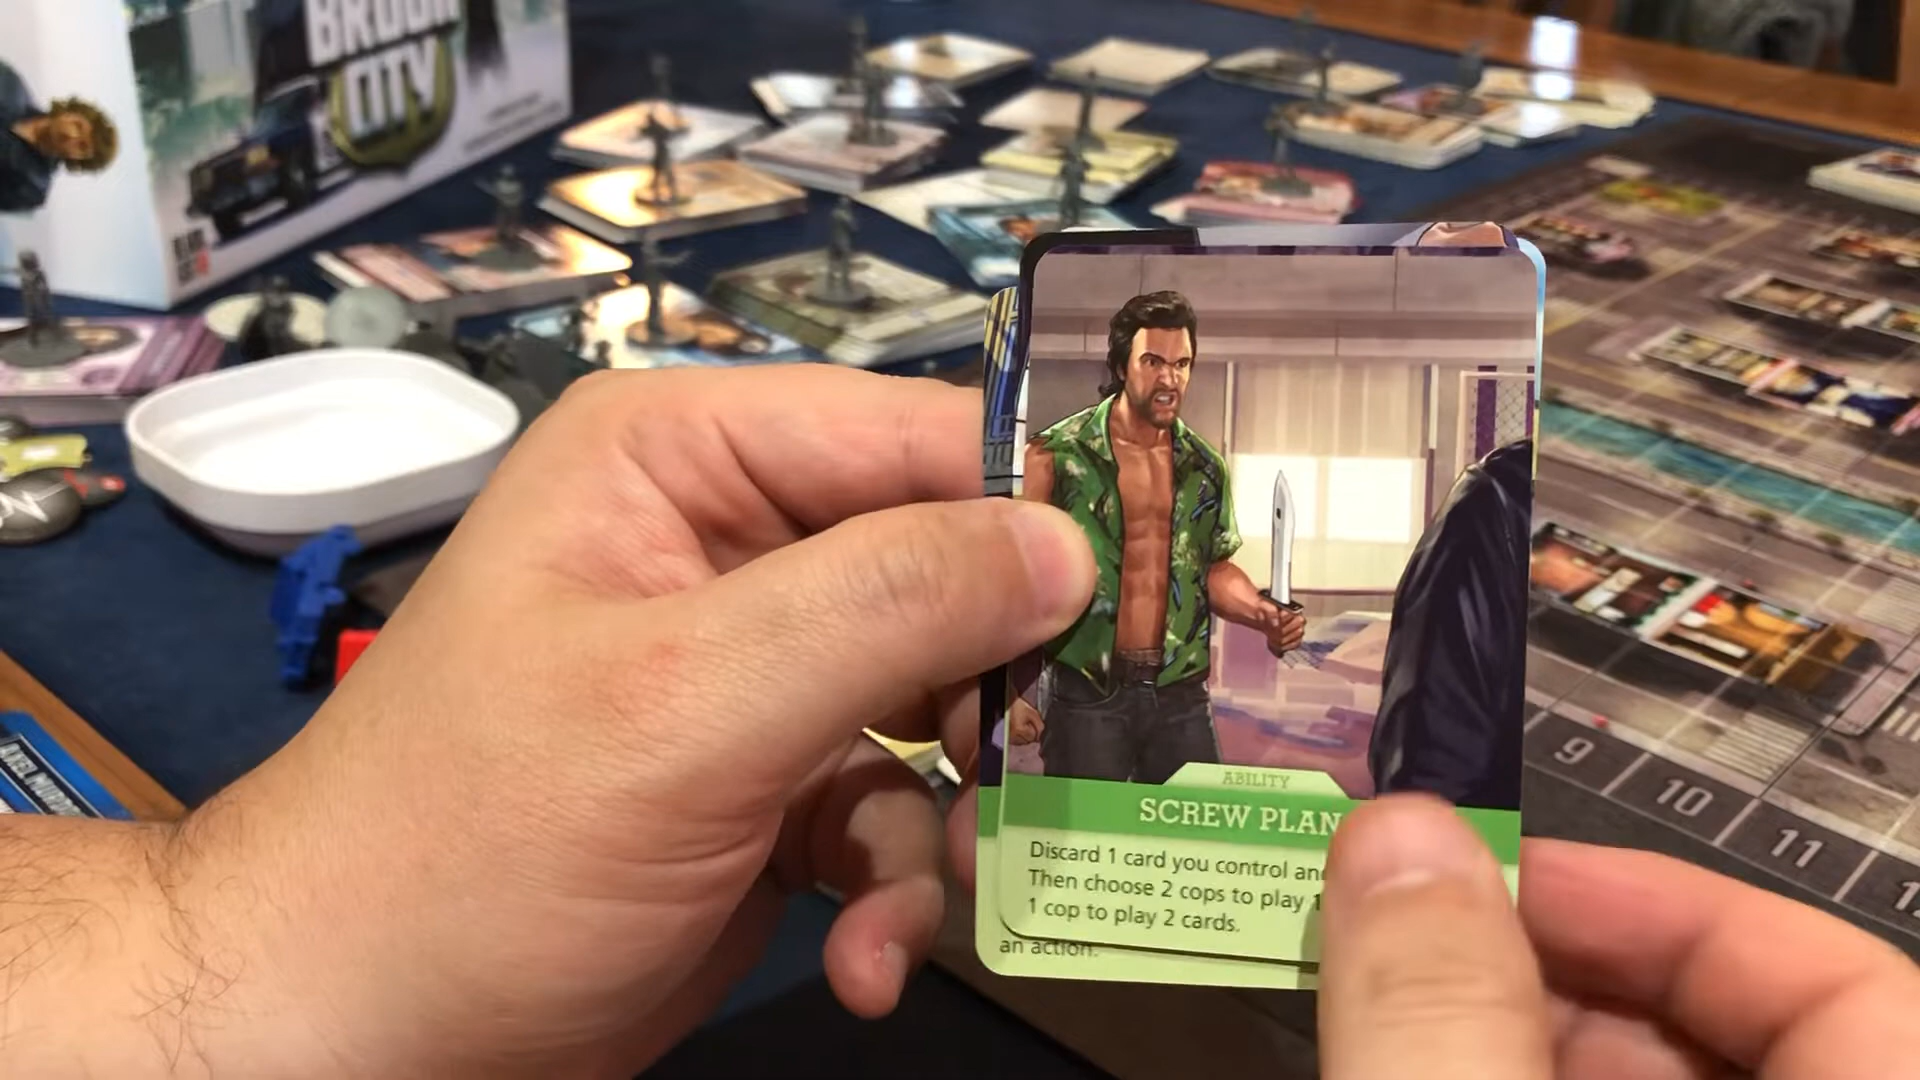 BROOK
CITY
ABILITY
SCREW PLAN
Discard 1 card you control and
Then choose 2 cops to play 1
1 cop to play 2 cards.
an action.
9
10
11